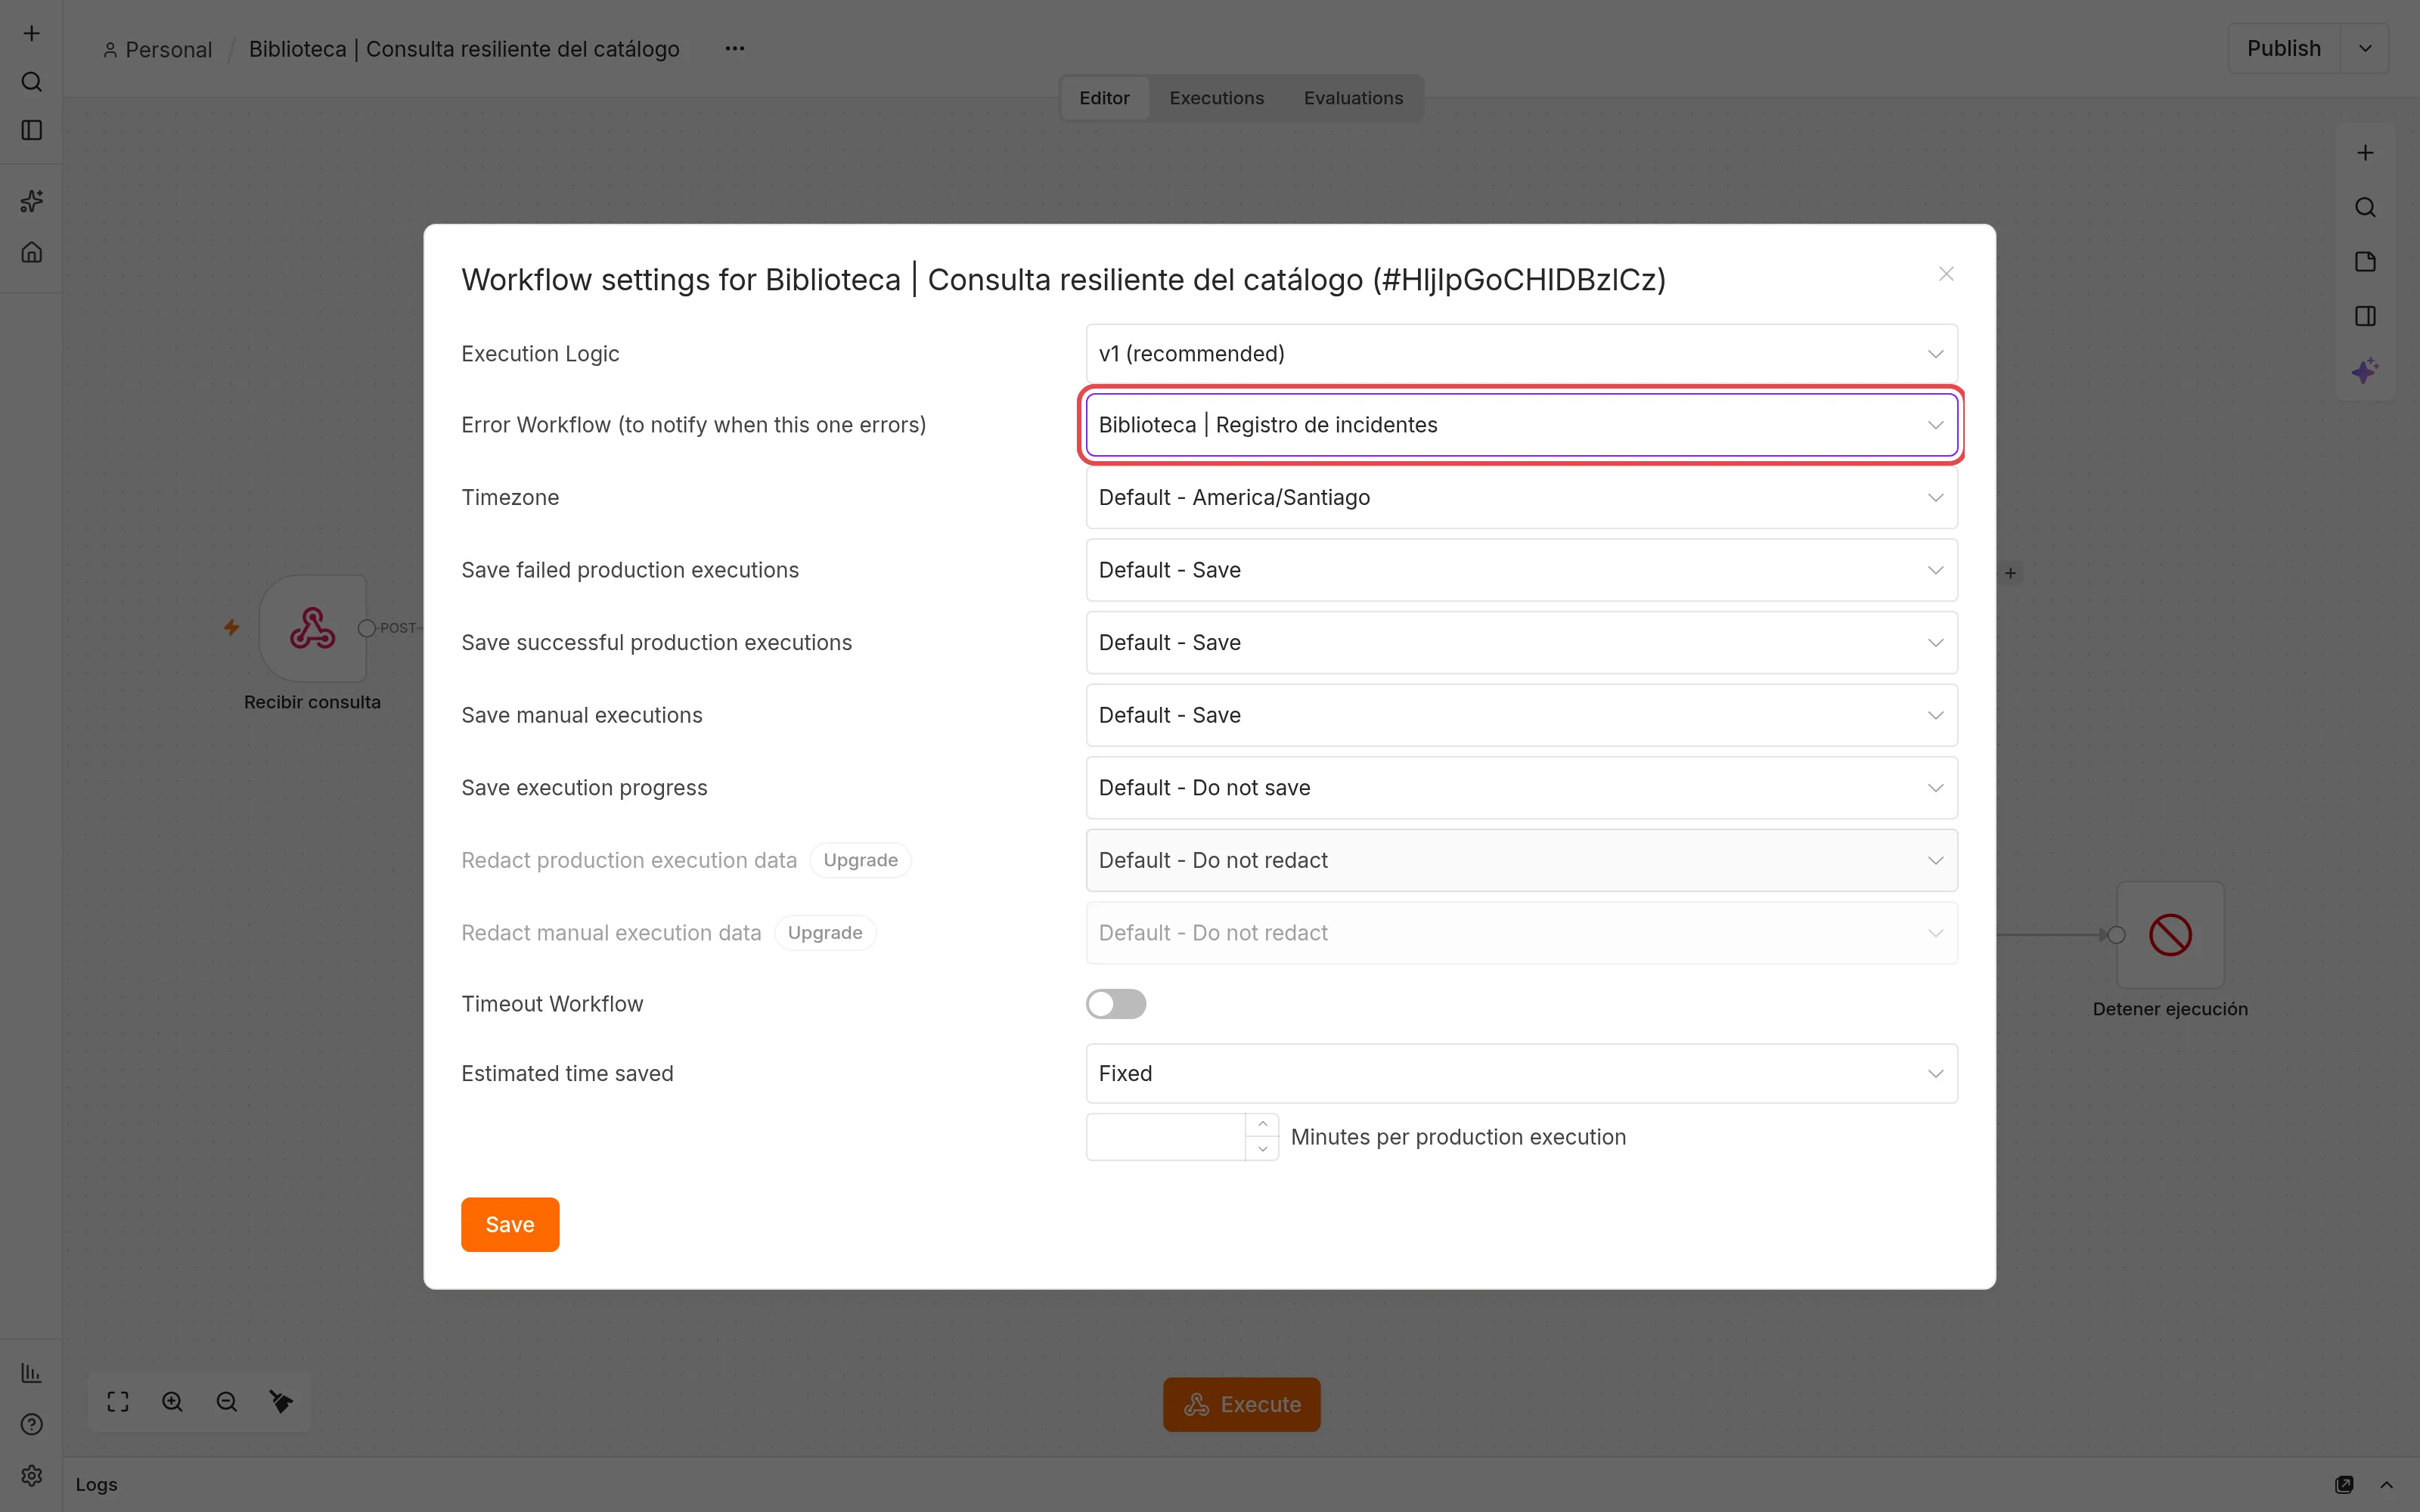 Personal / Biblioteca | Consulta resiliente del catálogo
Publish
Editor Executions Evaluations
Workflow settings for Biblioteca | Consulta resiliente del catálogo (#HljlpGoCHIDBzlCz)
Execution Logic v1 (recommended)
Error Workflow (to notify when this one errors) Biblioteca | Registro de incidentes
Timezone Default - America/Santiago
Save failed production executions Default - Save
Save successful production executions Default - Save
Save manual executions Default - Save
Save execution progress Default - Do not save
Redact production execution data Upgrade Default - Do not redact
Redact manual execution data Upgrade Default - Do not redact
Timeout Workflow
Estimated time saved Fixed
Minutes per production execution
Save
POST
Recibir consulta
Detener ejecución
Execute
Logs